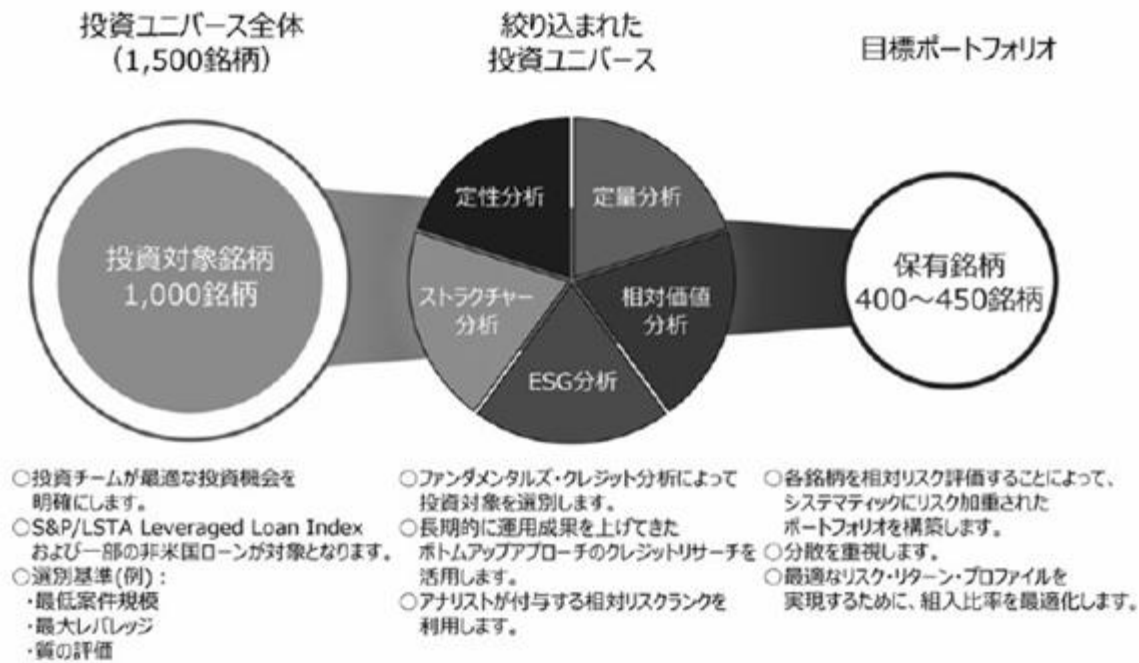 投資ユニバース全体
(1,500銘柄)
絞り込まれた
投資ユニバース
目標ポートフォリオ
投資対象銘柄
1,000銘柄
定性分析
定量分析
ストラクチャー
分析
相対価値
分析
ESG分析
保有銘柄
400~450銘柄
○投資チームが最適な投資機会を
明確にします。
○S&P/LSTA Leveraged Loan Index
および一部の非米国ローンが対象となります。
○選別基準(例):
・最低案件規模
・最大レバレッジ
・質の評価
○ファンダメンタルズ・クレジット分析によって
投資対象を選別します。
○長期的に運用成果を上げてきた
ボトムアップアプローチのクレジットリサーチを
活用します。
○アナリストが付与する相対リスクランクを
利用します。
○各銘柄を相対リスク評価することによって、
システマティックにリスク加重された
ポートフォリオを構築します。
○分散を重視します。
○最適なリスク・リターン・プロファイルを
実現するために、組入比率を最適化します。